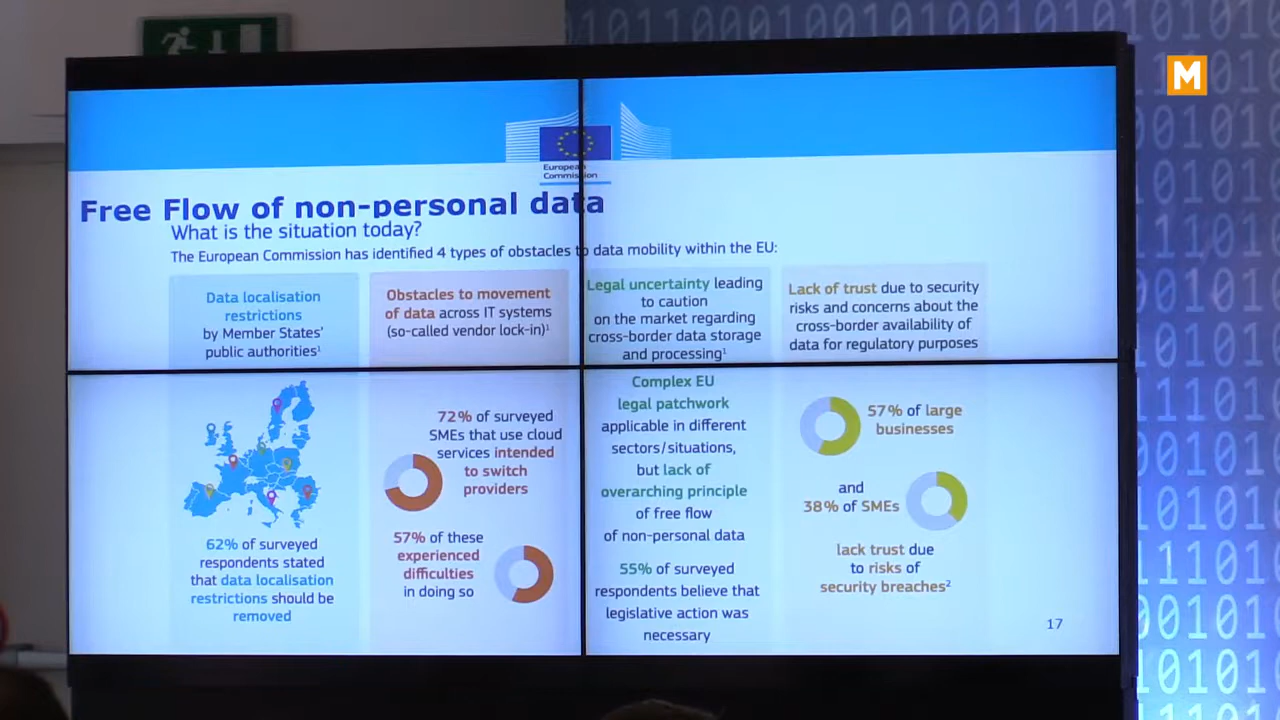 M
European
Commission
Free Flow of non-personal data
What is the situation today?
The European Commission has identified 4 types of obstacles to data mobility within the EU:
Data localisation
restrictions
by Member States'
public authorities¹
Obstacles to movement
of data across IT systems
(so-called vendor lock-in)¹
Legal uncertainty leading
to caution
on the market regarding
cross-border data storage
and processing¹
Lack of trust due to security
risks and concerns about the
cross-border availability of
data for regulatory purposes
62% of surveyed
respondents stated
that data localisation
restrictions should be
removed
72% of surveyed
SMEs that use cloud
services intended
to switch
providers
57% of these
experienced
difficulties
in doing so
Complex EU
legal patchwork
applicable in different
sectors/situations,
but lack of
overarching principle
of free flow
of non-personal data
55% of surveyed
respondents believe that
legislative action was
necessary
57% of large
businesses
and
38% of SMEs
lack trust due
to risks of
security breaches²
17